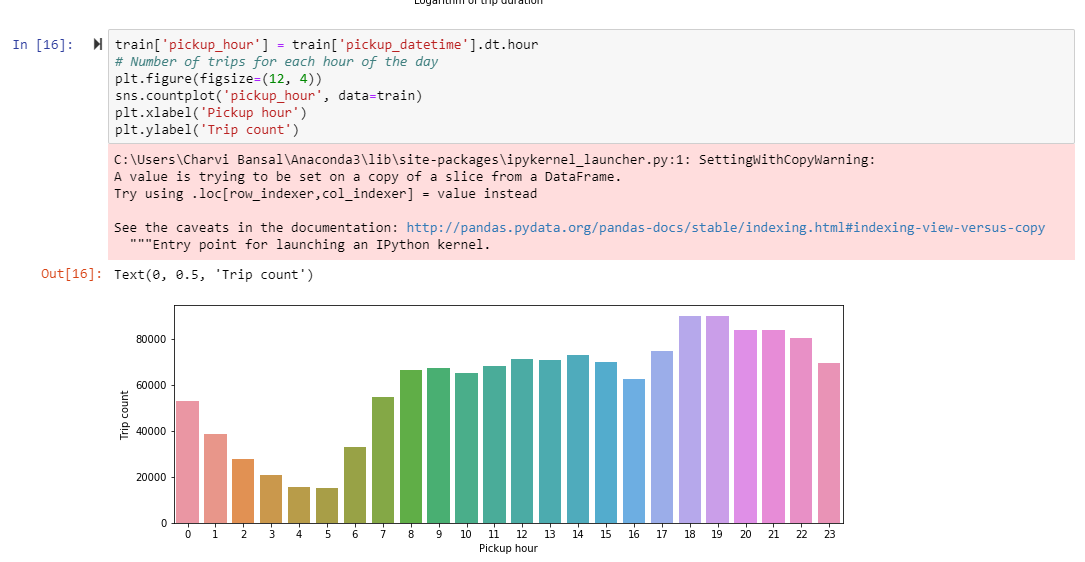 Logarithm of trip duration
In [16]:
train['pickup_hour'] = train['pickup_datetime'].dt.hour
# Number of trips for each hour of the day
plt.figure(figsize=(12, 4))
sns.countplot('pickup_hour', data=train)
plt.xlabel('Pickup hour')
plt.ylabel('Trip count')
C:\Users\Charvi Bansal\Anaconda3\lib\site-packages\ipykernel_launcher.py:1: SettingWithCopyWarning:
A value is trying to be set on a copy of a slice from a DataFrame.
Try using .loc[row_indexer,col_indexer] = value instead
See the caveats in the documentation: http://pandas.pydata.org/pandas-docs/stable/indexing.html#indexing-view-versus-copy
"""Entry point for launching an IPython kernel.
Out[16]: Text(0, 0.5, 'Trip count')
80000
60000
40000
20000
0
Trip count
0 1 2 3 4 5 6 7 8 9 10 11 12 13 14 15 16 17 18 19 20 21 22 23
Pickup hour